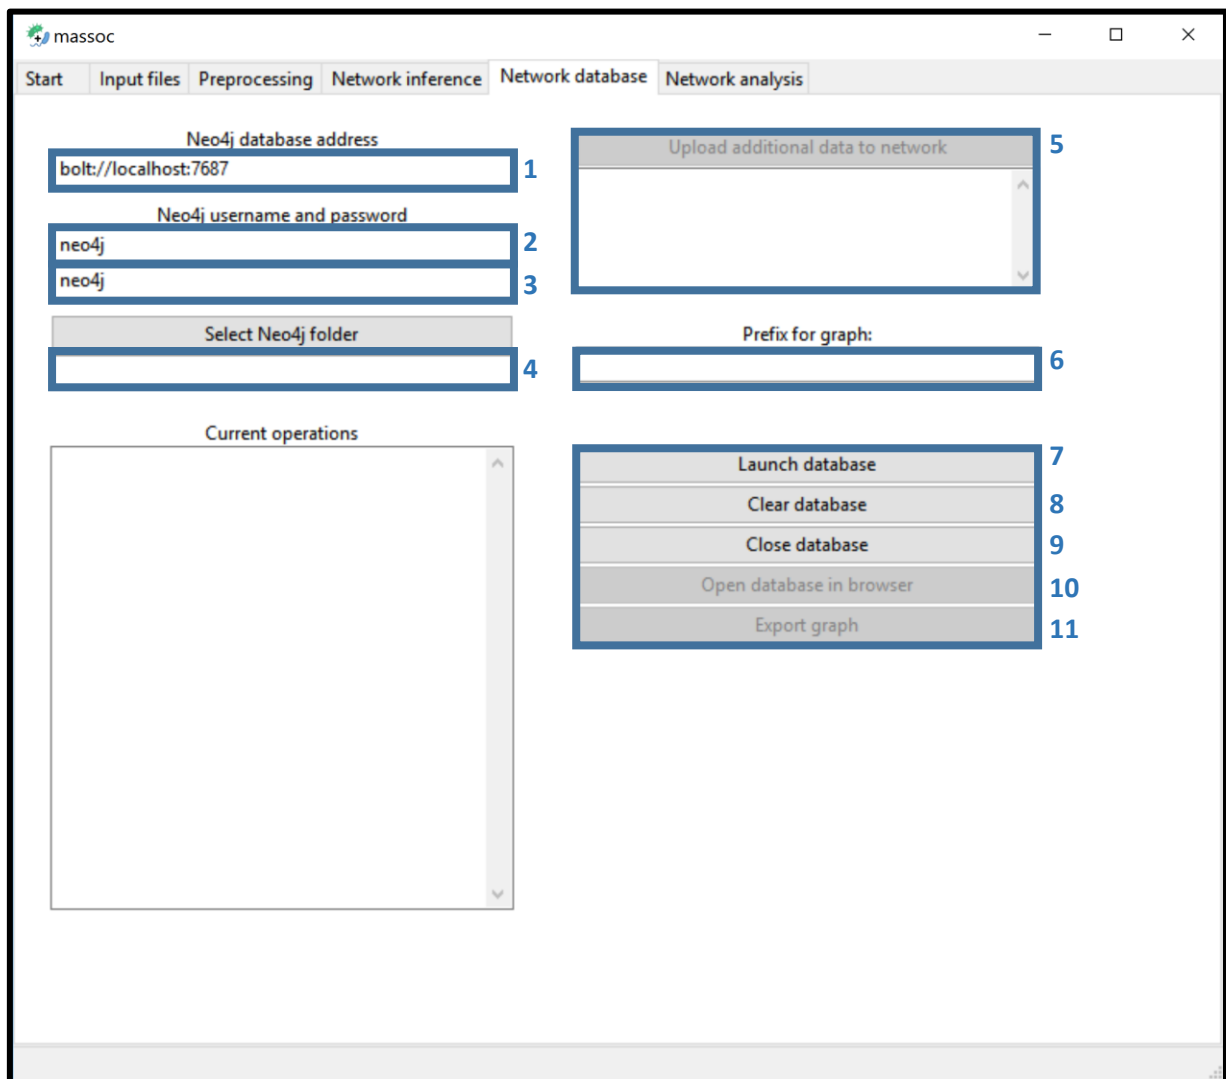 massoc
Start Input files Preprocessing Network inference Network database Network analysis
Neo4j database address
bolt://localhost:7687 1
Neo4j username and password
neo4j 2
neo4j 3
Select Neo4j folder
4
Current operations
Upload additional data to network 5
Prefix for graph:
6
Launch database 7
Clear database 8
Close database 9
Open database in browser 10
Export graph 11